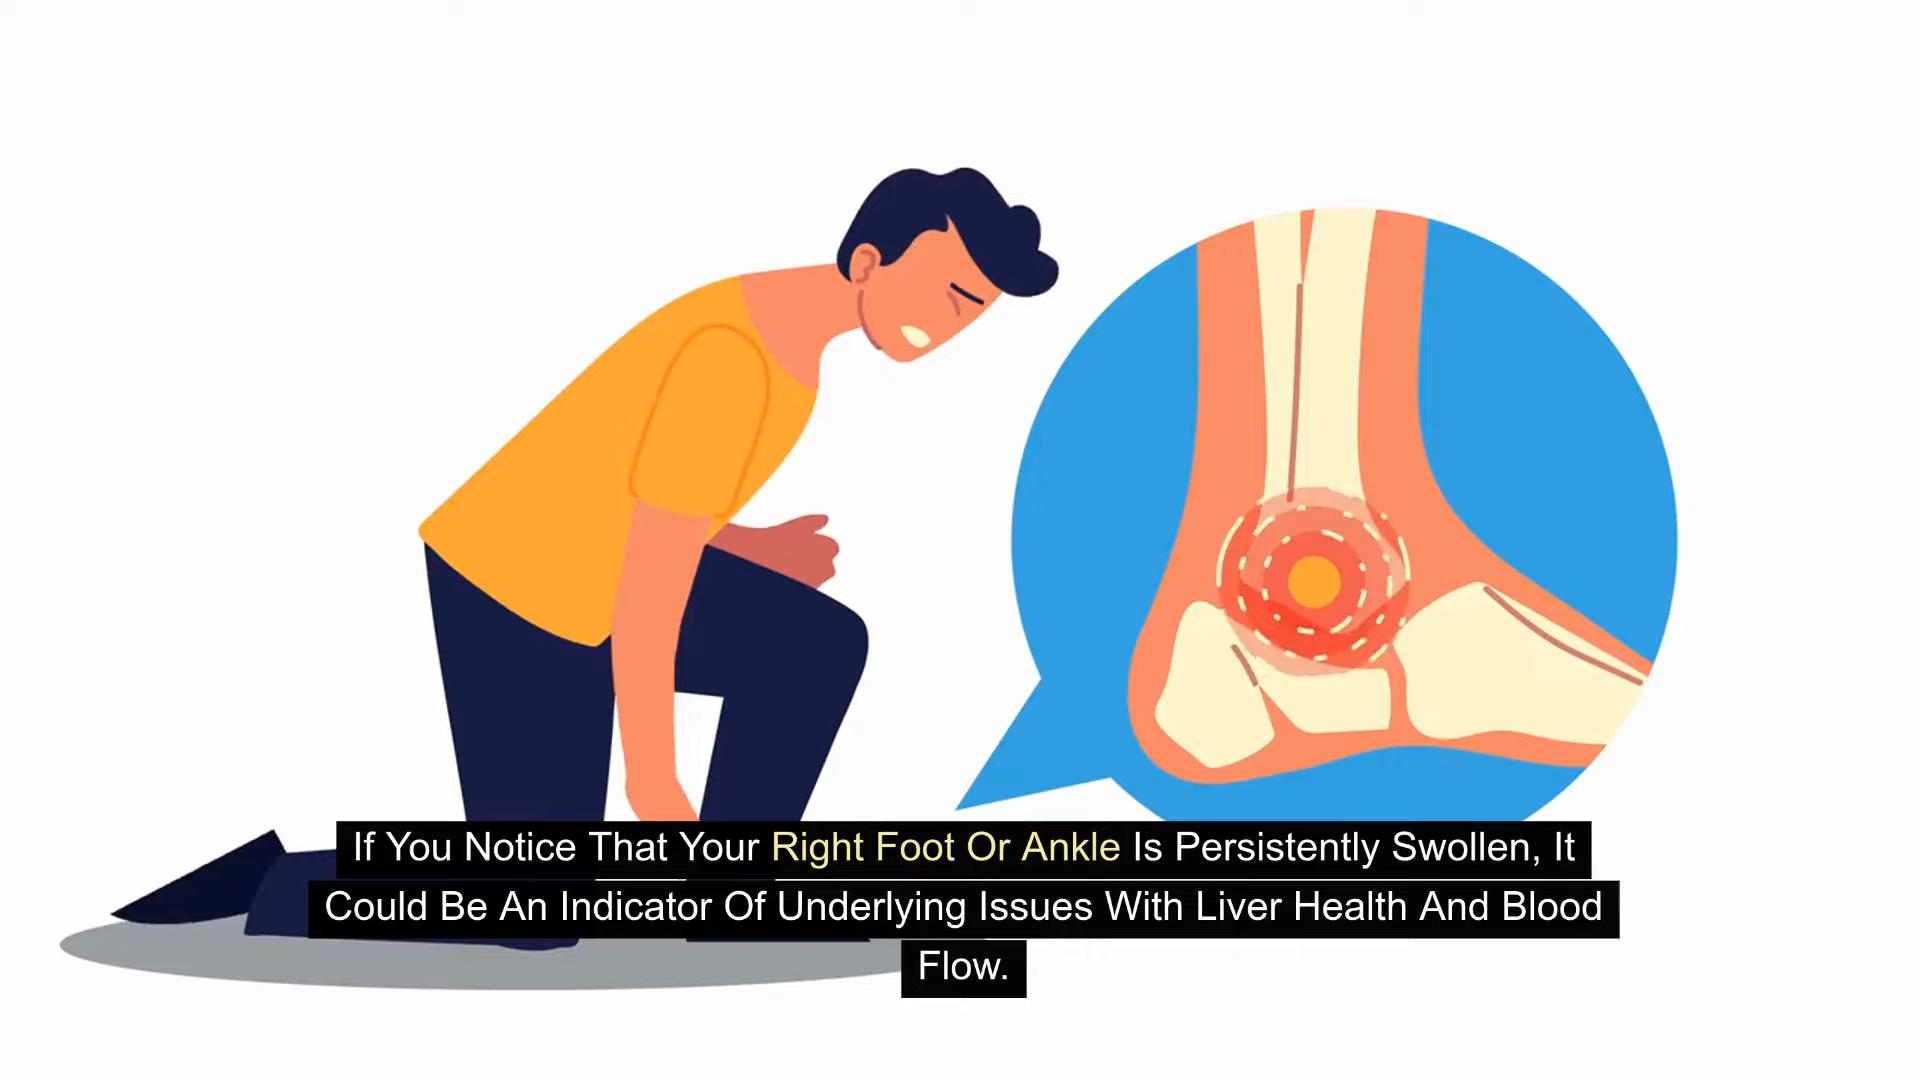 If You Notice That Your Right Foot Or Ankle Is Persistently Swollen, It
Could Be An Indicator Of Underlying Issues With Liver Health And Blood
Flow.